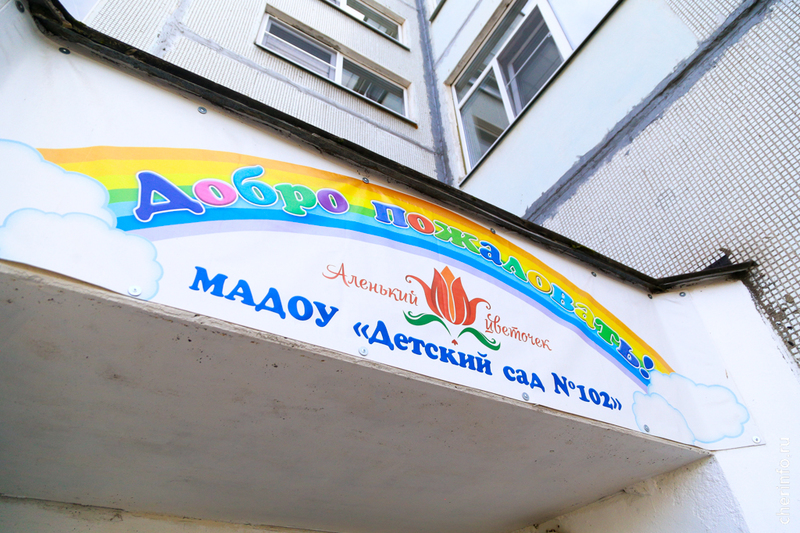 Добро пожаловать!
Аленький цветочек
МАДОУ «Детский сад №102»